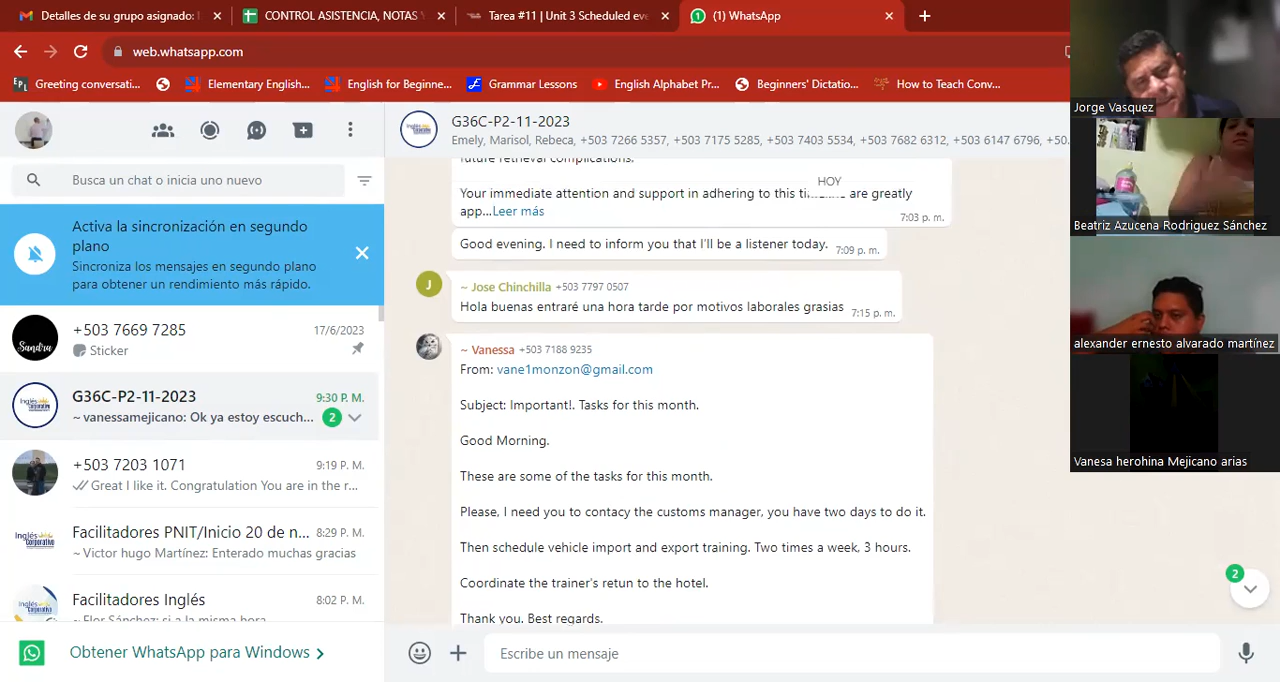 Detalles de su grupo asignado: 1
CONTROL ASISTENCIA, NOTAS Y
Tarea #11 | Unit 3 Scheduled eve
(1) WhatsApp
web.whatsapp.com
Greeting conversati...
Elementary English...
English for Beginne...
Grammar Lessons
English Alphabet Pr...
Beginners' Dictatio...
How to Teach Conv...
Busca un chat o inicia uno nuevo
Activa la sincronización en segundo
plano
Sincroniza los mensajes en segundo plano
para obtener un rendimiento más rápido.
+503 7669 7285
17/6/2023
Sticker
Sandra
G36C-P2-11-2023
9:30 P. M.
~ vanessamejicano: Ok ya estoy escuch...
2
+503 7203 1071
9:19 P. M.
Great I like it. Congratulation You are in the r...
Facilitadores PNIT/Inicio 20 de n...
8:29 P. M.
~ Victor hugo Martínez: Enterado muchas gracias
Facilitadores Inglés
8:02 P. M.
~ Flor Sánchez: si a la misma hora
Obtener WhatsApp para Windows
G36C-P2-11-2023
Emely, Marisol, Rebeca, +503 7266 5357, +503 7175 5285, +503 7403 5534, +503 7682 6312, +503 6147 6796, +50
future retrieval complications.
HOY
Your immediate attention and support in adhering to this timeline are greatly
app...Leer más
7:03 p. m.
Good evening. I need to inform you that I'll be a listener today.
7:09 p. m.
J
~ Jose Chinchilla +503 7797 0507
Hola buenas entraré una hora tarde por motivos laborales grasias
7:15 p. m.
~ Vanessa +503 7188 9235
From: vane1monzon@gmail.com
Subject: Important!. Tasks for this month.
Good Morning.
These are some of the tasks for this month.
Please, I need you to contacy the customs manager, you have two days to do it.
Then schedule vehicle import and export training. Two times a week, 3 hours.
Coordinate the trainer's retun to the hotel.
Thank you. Best regards.
2
Escribe un mensaje
Jorge Vasquez
Beatriz Azucena Rodriguez Sánchez
alexander ernesto alvarado martínez
Vanesa herohina Mejicano arias